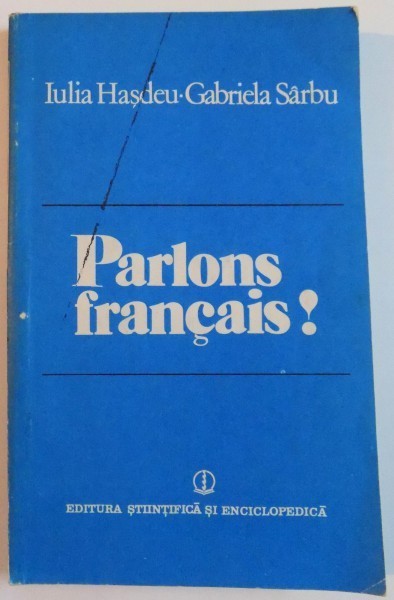 Iulia Hașdeu·Gabriela Sârbu
Parlons
français!
EDITURA ȘTIINȚIFICĂ ȘI ENCICLOPEDICĂ